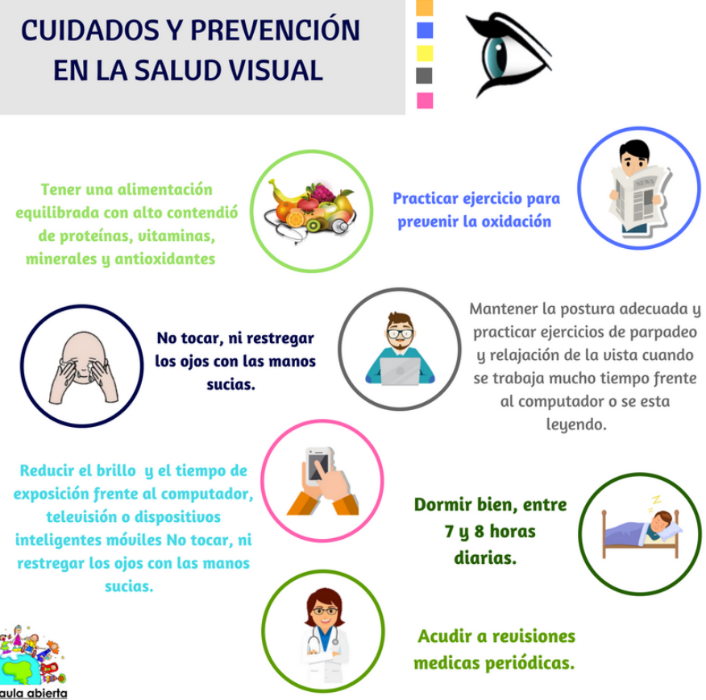 CUIDADOS Y PREVENCIÓN
EN LA SALUD VISUAL
Tener una alimentación
equilibrada con alto contendió
de proteínas, vitaminas,
minerales y antioxidantes
Practicar ejercicio para
prevenir la oxidación
NEWS
No tocar, ni restregar
los ojos con las manos
sucias.
Mantener la postura adecuada y
practicar ejercicios de parpadeo
y relajación de la vista cuando
se trabaja mucho tiempo frente
al computador o se esta
leyendo.
Reducir el brillo y el tiempo de
exposición frente al computador,
televisión o dispositivos
inteligentes móviles No tocar, ni
restregar los ojos con las manos
sucias.
Dormir bien, entre
7 y 8 horas
diarias.
Z
Z
Acudir a revisiones
medicas periódicas.
aula abierta